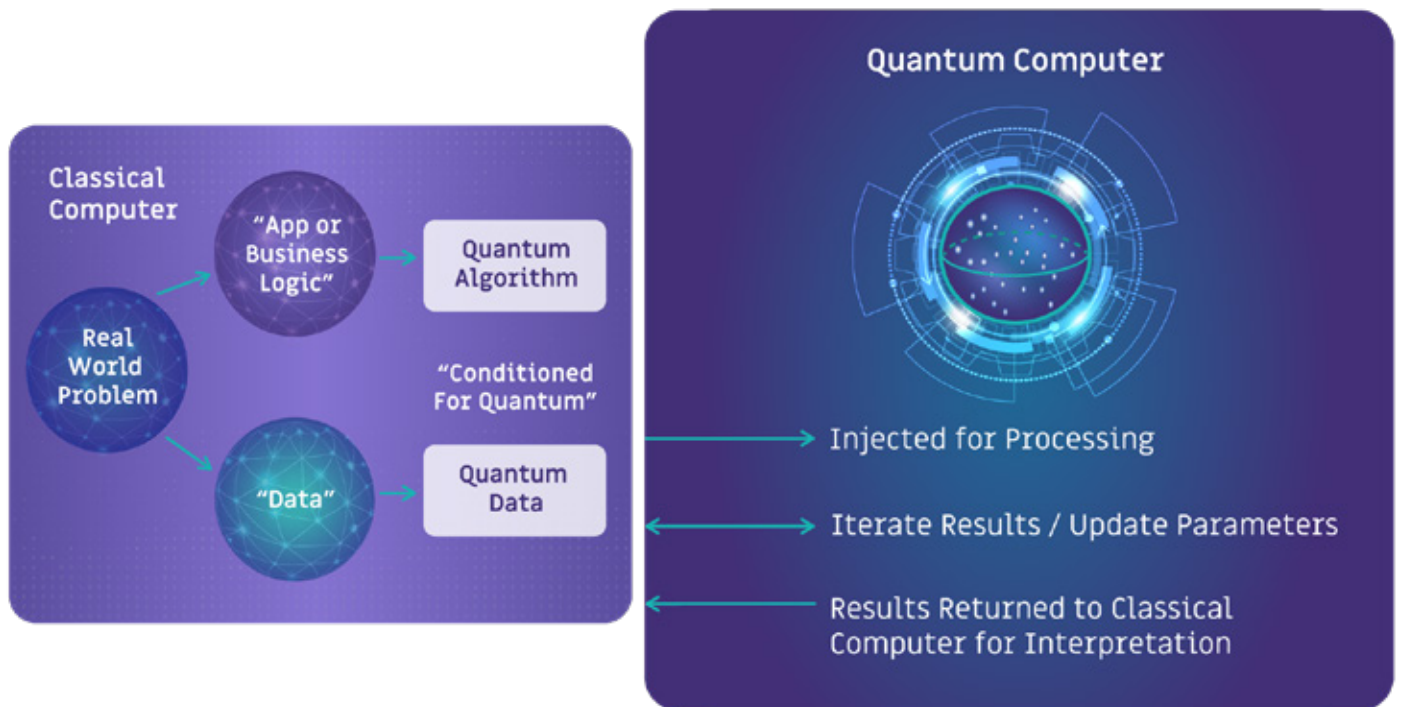 Classical
Computer
Real
World
Problem
“App or
Business
Logic”
“Data”
Quantum
Algorithm
“Conditioned
For Quantum”
Quantum
Data
Quantum Computer
Injected for Processing
Iterate Results / Update Parameters
Results Returned to Classical
Computer for Interpretation